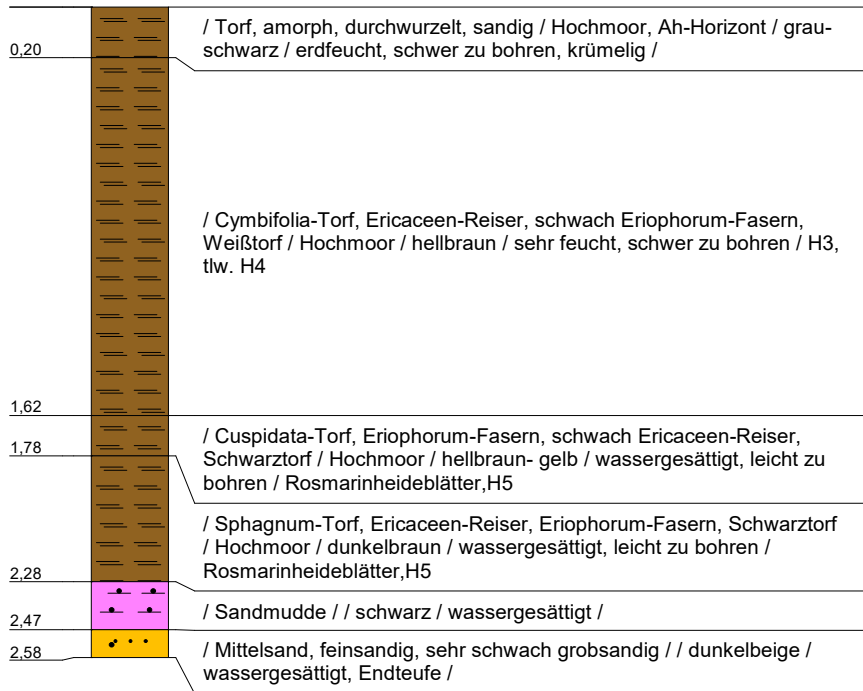 / Torf, amorph, durchwurzelt, sandig / Hochmoor, Ah-Horizont / grau-
schwarz / erdfeucht, schwer zu bohren, krümelig /
0,20
/ Cymbifolia-Torf, Ericaceen-Reiser, schwach Eriophorum-Fasern,
Weißtorf / Hochmoor / hellbraun / sehr feucht, schwer zu bohren / H3,
tlw. H4
1,62
/ Cuspidata-Torf, Eriophorum-Fasern, schwach Ericaceen-Reiser,
Schwarztorf / Hochmoor / hellbraun- gelb / wassergesättigt, leicht zu
bohren / Rosmarinheideblätter,H5
1,78
/ Sphagnum-Torf, Ericaceen-Reiser, Eriophorum-Fasern, Schwarztorf
/ Hochmoor / dunkelbraun / wassergesättigt, leicht zu bohren /
Rosmarinheideblätter,H5
2,28
/ Sandmudde / / schwarz / wassergesättigt /
2,47
/ Mittelsand, feinsandig, sehr schwach grobsandig / / dunkelbeige /
wassergesättigt, Endteufe /
2,58